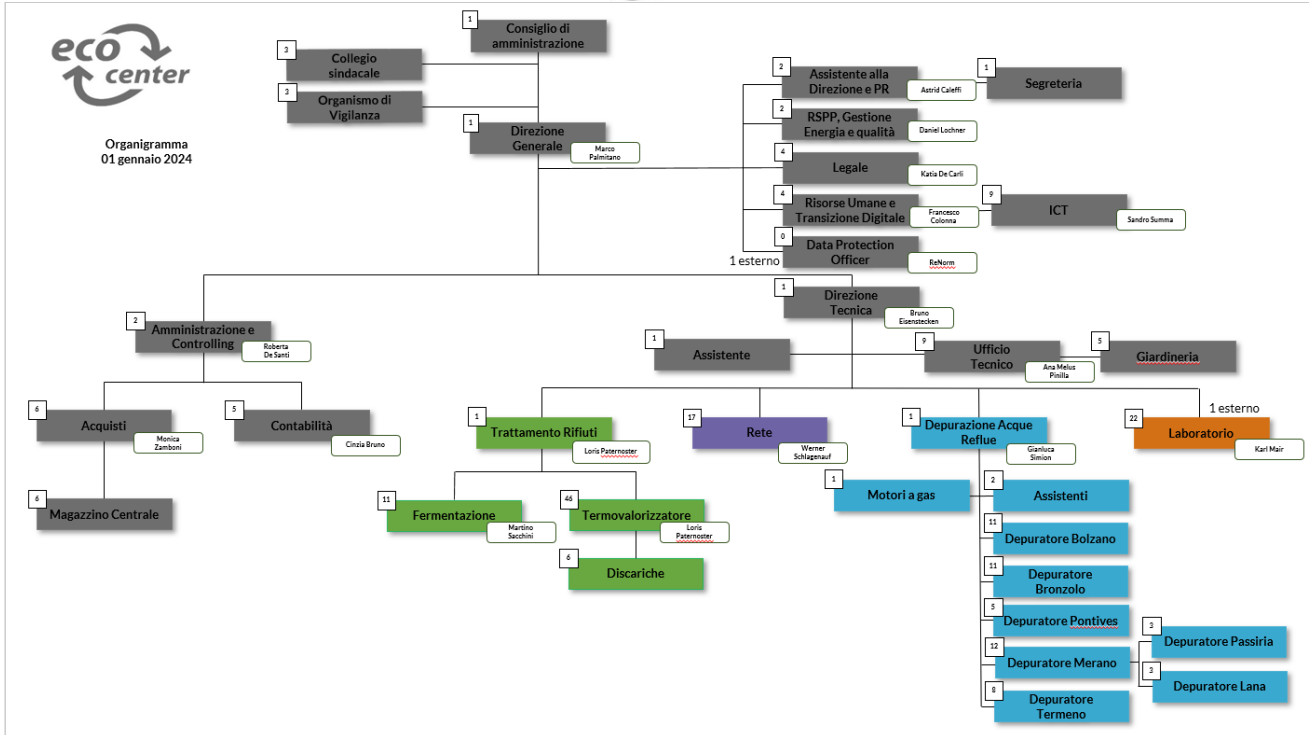 eco
center
Organigramma
01 gennaio 2024
1
Consiglio di
amministrazione
3
Collegio
sindacale
3
Organismo di
Vigilanza
1
Direzione
Generale
Marco
Palmitano
2
Assistente alla
Direzione e PR
Astrid Caleffi
1
Segreteria
2
RSPP, Gestione
Energia e qualità
Daniel Lochner
4
Legale
Katia De Carli
4
Risorse Umane e
Transizione Digitale
Francesco
Colonna
9
ICT
Sandro Summa
0
Data Protection
Officer
ReNorm
1 esterno
1
Direzione
Tecnica
Bruno
Eisenstecken
2
Amministrazione e
Controlling
Roberta
De Santi
1
Assistente
9
Ufficio
Tecnico
Ana Melus
Pinilla
5
Giardineria
6
Acquisti
Monica
Zamboni
5
Contabilità
Cinzia Bruno
6
Magazzino Centrale
1
Trattamento Rifiuti
Loris Paternoster
17
Rete
Werner
Schlagenauf
1
Depurazione Acque
Reflue
Gianluca
Simion
1 esterno
22
Laboratorio
Karl Mair
11
Fermentazione
Martino
Sacchini
46
Termovalorizzatore
Loris
Paternoster
6
Discariche
1
Motori a gas
2
Assistenti
11
Depuratore Bolzano
11
Depuratore
Bronzolo
5
Depuratore Pontives
12
Depuratore Merano
3
Depuratore Passiria
3
Depuratore Lana
8
Depuratore
Termeno